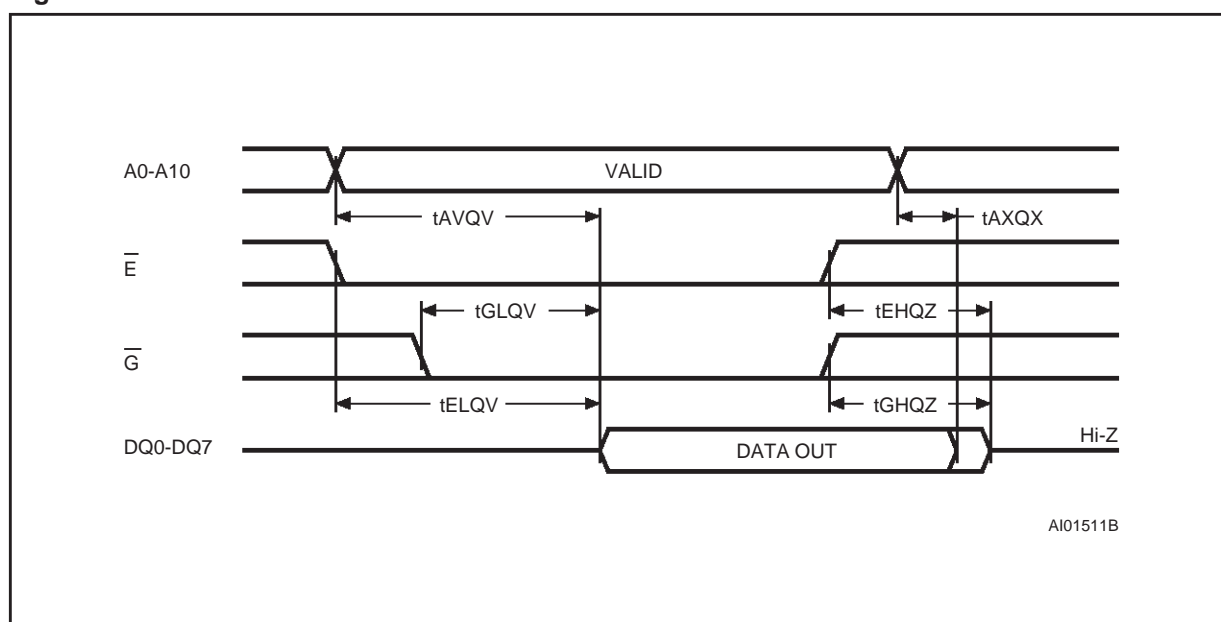 A0-A10
VALID
tAVQV
tAXQX
E̅
tGLQV
tEHQZ
G̅
tELQV
tGHQZ
DQ0-DQ7
DATA OUT
Hi-Z
AI01511B